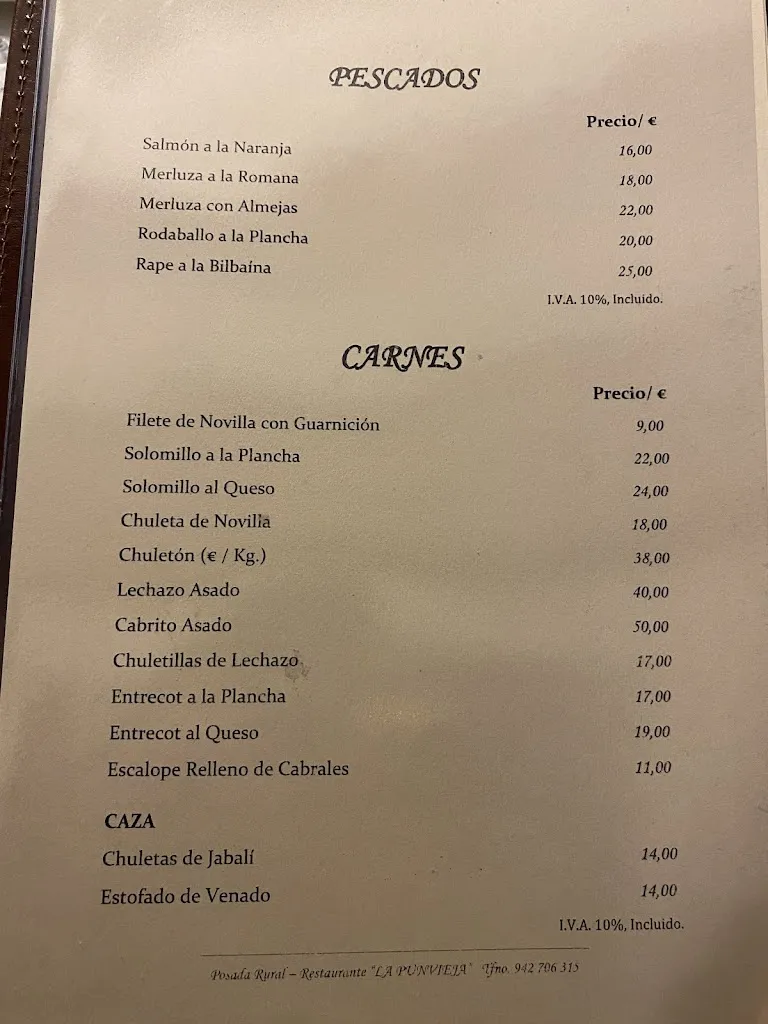 PESCADOS
Precio/ €
Salmón a la Naranja 16,00
Merluza a la Romana 18,00
Merluza con Almejas 22,00
Rodaballo a la Plancha 20,00
Rape a la Bilbaína 25,00
I.V.A. 10%, Incluido.
CARNES
Precio/ €
Filete de Novilla con Guarnición 9,00
Solomillo a la Plancha 22,00
Solomillo al Queso 24,00
Chuleta de Novilla 18,00
Chuletón (€ / Kg.) 38,00
Lechazo Asado 40,00
Cabrito Asado 50,00
Chuletillas de Lechazo 17,00
Entrecot a la Plancha 17,00
Entrecot al Queso 19,00
Escalope Relleno de Cabrales 11,00
CAZA
Chuletas de Jabalí 14,00
Estofado de Venado 14,00
I.V.A. 10%, Incluido.
Posada Rural – Restaurante "LA PUNVIEJA" Tfno. 942 706 315